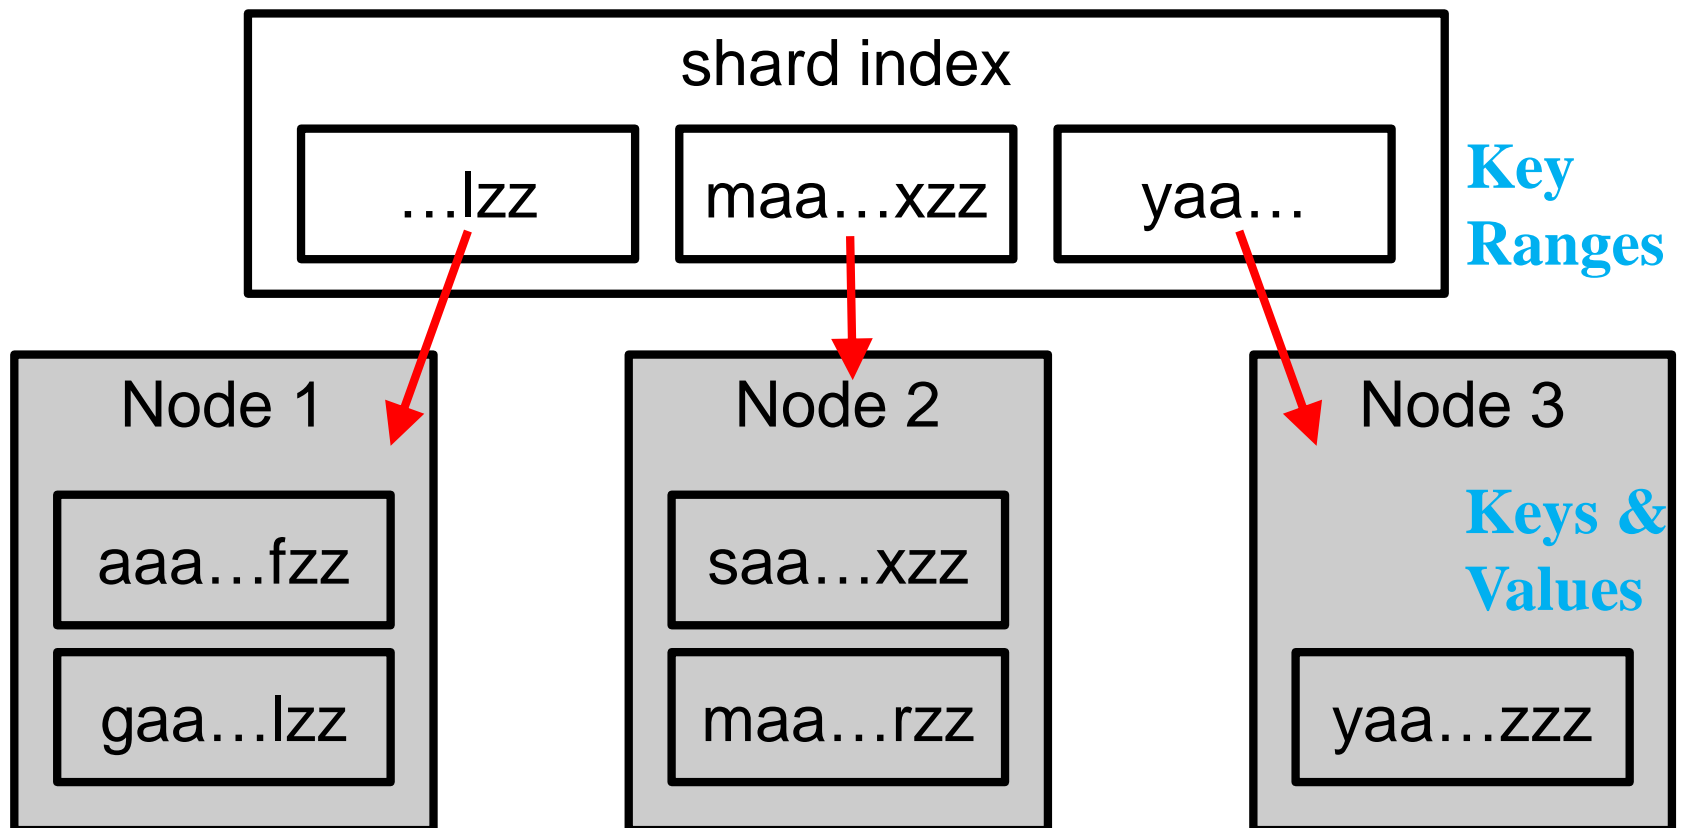 shard index
…lzz
maa…xzz
yaa…
Key
Ranges
Node 1
Node 2
Node 3
aaa…fzz
saa…xzz
Keys &
Values
gaa…lzz
maa…rzz
yaa…zzz